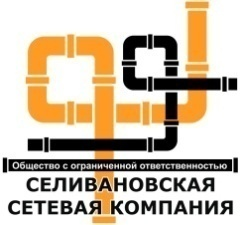 Общество с ограниченной ответственностью
СЕЛИВАНОВСКАЯ
СЕТЕВАЯ КОМПАНИЯ